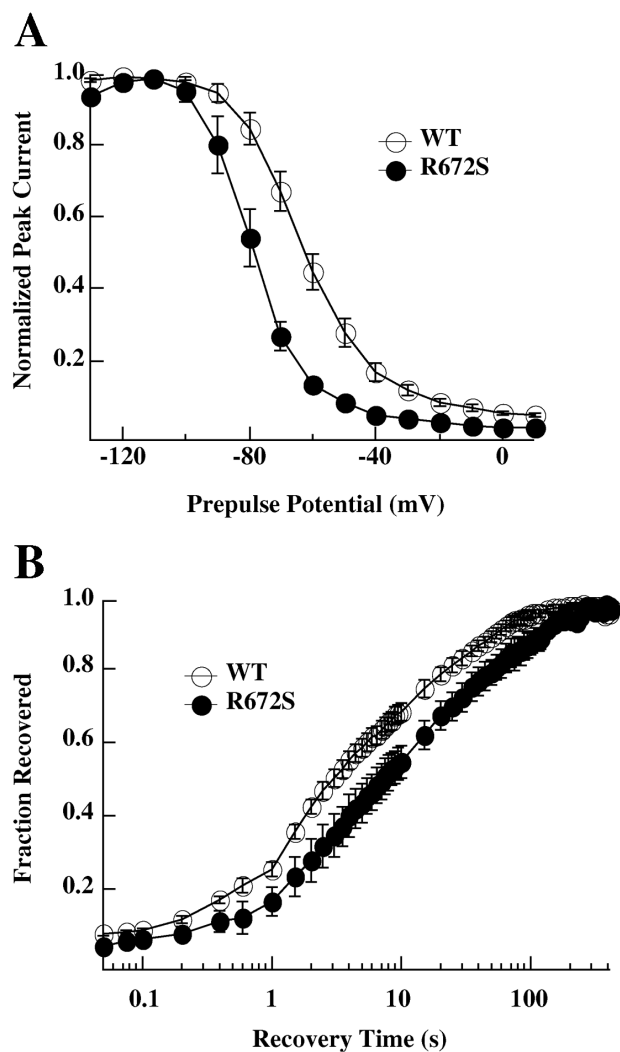 A
1.0
0.8
0.6
0.4
0.2
Normalized Peak Current
WT
R672S
-120 -80 -40 0
Prepulse Potential (mV)
B
1.0
0.8
0.6
0.4
0.2
Fraction Recovered
WT
R672S
0.1 1 10 100
Recovery Time (s)